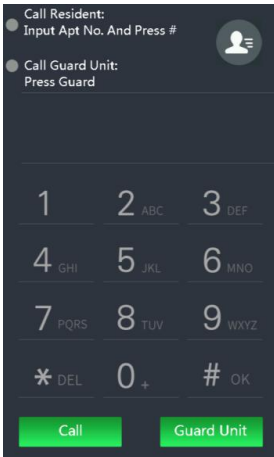 Call Resident:
Input Apt No. And Press #
Call Guard Unit:
Press Guard
1 2 ABC 3 DEF
4 GHI 5 JKL 6 MNO
7 PQRS 8 TUV 9 WXYZ
* DEL 0 + # OK
Call Guard Unit